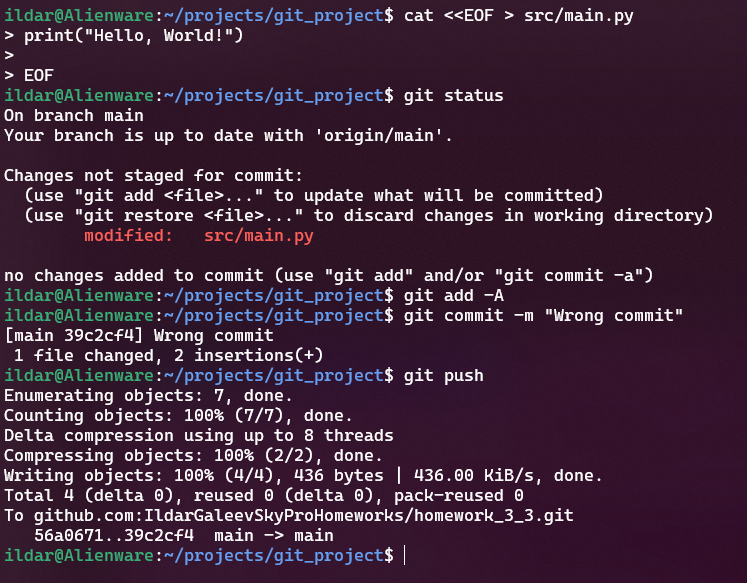 ildar@Alienware:~/projects/git_project$ cat <<EOF > src/main.py
> print("Hello, World!")
>
> EOF
ildar@Alienware:~/projects/git_project$ git status
On branch main
Your branch is up to date with 'origin/main'.
Changes not staged for commit:
  (use "git add <file>..." to update what will be committed)
  (use "git restore <file>..." to discard changes in working directory)
        modified:   src/main.py
no changes added to commit (use "git add" and/or "git commit -a")
ildar@Alienware:~/projects/git_project$ git add -A
ildar@Alienware:~/projects/git_project$ git commit -m "Wrong commit"
[main 39c2cf4] Wrong commit
 1 file changed, 2 insertions(+)
ildar@Alienware:~/projects/git_project$ git push
Enumerating objects: 7, done.
Counting objects: 100% (7/7), done.
Delta compression using up to 8 threads
Compressing objects: 100% (2/2), done.
Writing objects: 100% (4/4), 436 bytes | 436.00 KiB/s, done.
Total 4 (delta 0), reused 0 (delta 0), pack-reused 0
To github.com:IldarGaleevSkyProHomeworks/homework_3_3.git
   56a0671..39c2cf4  main -> main
ildar@Alienware:~/projects/git_project$